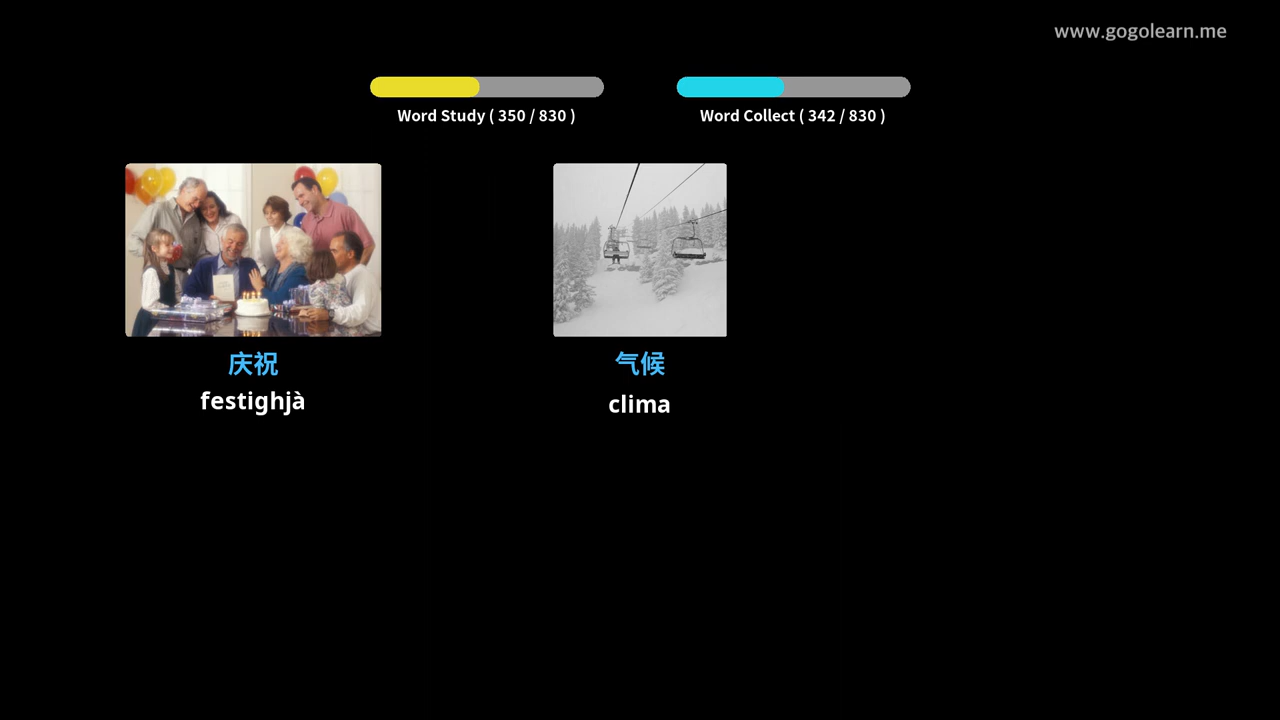 www.gogolearn.me
Word Study ( 350 / 830 )
Word Collect ( 342 / 830 )
庆祝
festighjà
气候
clima